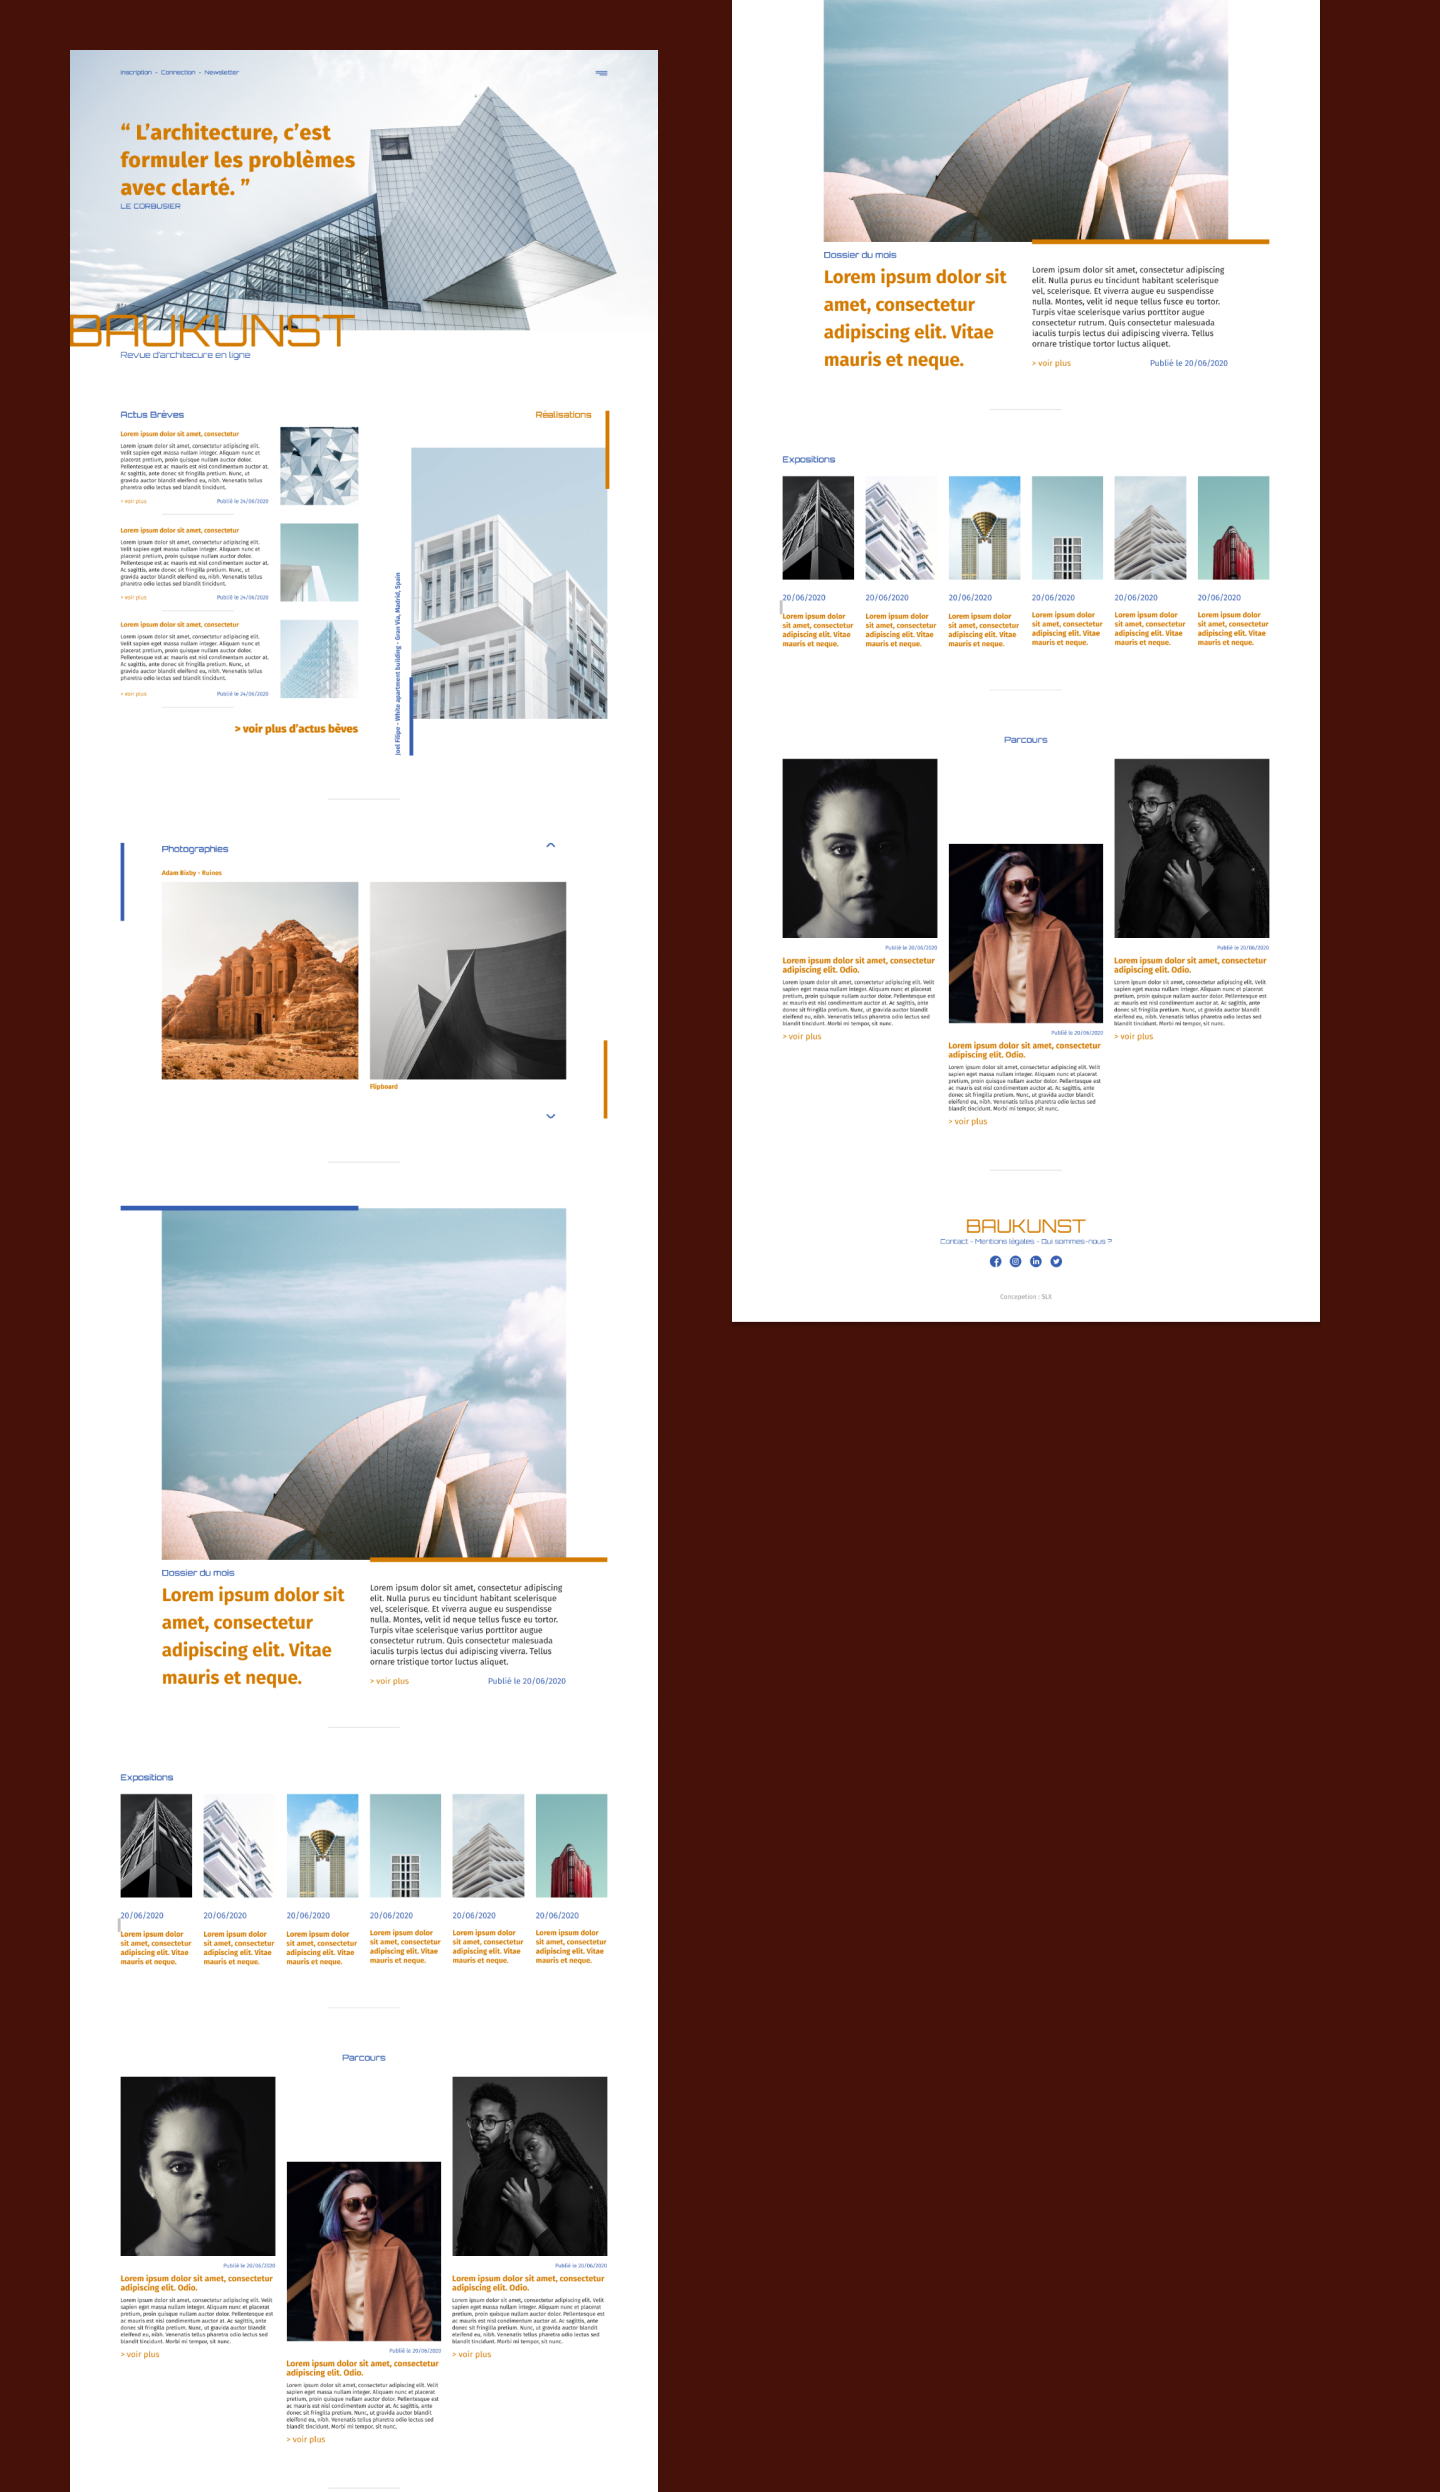 Inscription - Connection - Newsletter
“ L’architecture, c’est
formuler les problèmes
avec clarté. ”
LE CORBUSIER
BAUKUNST
Revue d'architecure en ligne
Actus Brèves
Lorem ipsum dolor sit amet, consectetur
Lorem ipsum dolor sit amet, consectetur adipiscing elit.
Velit sapien eget massa nullam integer. Aliquam nunc et
placerat pretium, proin quisque nullam auctor dolor.
Pellentesque est ac mauris est nisl condimentum auctor at.
Ac sagittis, ante donec sit fringilla pretium. Nunc, ut
gravida auctor blandit eleifend eu, nibh. Venenatis tellus
pharetra odio lectus sed blandit tincidunt.
> voir plus
Publié le 24/06/2020
Lorem ipsum dolor sit amet, consectetur
Lorem ipsum dolor sit amet, consectetur adipiscing elit.
Velit sapien eget massa nullam integer. Aliquam nunc et
placerat pretium, proin quisque nullam auctor dolor.
Pellentesque est ac mauris est nisl condimentum auctor at.
Ac sagittis, ante donec sit fringilla pretium. Nunc, ut
gravida auctor blandit eleifend eu, nibh. Venenatis tellus
pharetra odio lectus sed blandit tincidunt.
> voir plus
Publié le 24/06/2020
Lorem ipsum dolor sit amet, consectetur
Lorem ipsum dolor sit amet, consectetur adipiscing elit.
Velit sapien eget massa nullam integer. Aliquam nunc et
placerat pretium, proin quisque nullam auctor dolor.
Pellentesque est ac mauris est nisl condimentum auctor at.
Ac sagittis, ante donec sit fringilla pretium. Nunc, ut
gravida auctor blandit eleifend eu, nibh. Venenatis tellus
pharetra odio lectus sed blandit tincidunt.
> voir plus
Publié le 24/06/2020
> voir plus d’actus bèves
Réalisations
Joel Filipe - White apartment building - Gran Via, Madrid, Spain
Photographies
Adam Bixby - Ruines
Flipboard
Dossier du mois
Lorem ipsum dolor sit
amet, consectetur
adipiscing elit. Vitae
mauris et neque.
Lorem ipsum dolor sit amet, consectetur adipiscing
elit. Nulla purus eu tincidunt habitant scelerisque
vel, scelerisque. Et viverra augue eu suspendisse
nulla. Montes, velit id neque tellus fusce eu tortor.
Turpis vitae scelerisque varius porttitor augue
consectetur rutrum. Quis consectetur malesuada
iaculis turpis lectus dui adipiscing viverra. Tellus
ornare tristique tortor luctus aliquet.
> voir plus
Publié le 20/06/2020
Expositions
20/06/2020
Lorem ipsum dolor
sit amet, consectetur
adipiscing elit. Vitae
mauris et neque.
20/06/2020
Lorem ipsum dolor
sit amet, consectetur
adipiscing elit. Vitae
mauris et neque.
20/06/2020
Lorem ipsum dolor
sit amet, consectetur
adipiscing elit. Vitae
mauris et neque.
20/06/2020
Lorem ipsum dolor
sit amet, consectetur
adipiscing elit. Vitae
mauris et neque.
20/06/2020
Lorem ipsum dolor
sit amet, consectetur
adipiscing elit. Vitae
mauris et neque.
20/06/2020
Lorem ipsum dolor
sit amet, consectetur
adipiscing elit. Vitae
mauris et neque.
Parcours
Publié le 20/06/2020
Lorem ipsum dolor sit amet, consectetur
adipiscing elit. Odio.
Lorem ipsum dolor sit amet, consectetur adipiscing elit. Velit
sapien eget massa nullam integer. Aliquam nunc et placerat
pretium, proin quisque nullam auctor dolor. Pellentesque est
ac mauris est nisl condimentum auctor at. Ac sagittis, ante
donec sit fringilla pretium. Nunc, ut gravida auctor blandit
eleifend eu, nibh. Venenatis tellus pharetra odio lectus sed
blandit tincidunt. Morbi mi tempor, sit nunc.
> voir plus
Publié le 20/06/2020
Lorem ipsum dolor sit amet, consectetur
adipiscing elit. Odio.
Lorem ipsum dolor sit amet, consectetur adipiscing elit. Velit
sapien eget massa nullam integer. Aliquam nunc et placerat
pretium, proin quisque nullam auctor dolor. Pellentesque est
ac mauris est nisl condimentum auctor at. Ac sagittis, ante
donec sit fringilla pretium. Nunc, ut gravida auctor blandit
eleifend eu, nibh. Venenatis tellus pharetra odio lectus sed
blandit tincidunt. Morbi mi tempor, sit nunc.
> voir plus
Publié le 20/06/2020
Lorem ipsum dolor sit amet, consectetur
adipiscing elit. Odio.
Lorem ipsum dolor sit amet, consectetur adipiscing elit. Velit
sapien eget massa nullam integer. Aliquam nunc et placerat
pretium, proin quisque nullam auctor dolor. Pellentesque est
ac mauris est nisl condimentum auctor at. Ac sagittis, ante
donec sit fringilla pretium. Nunc, ut gravida auctor blandit
eleifend eu, nibh. Venenatis tellus pharetra odio lectus sed
blandit tincidunt. Morbi mi tempor, sit nunc.
> voir plus
Dossier du mois
Lorem ipsum dolor sit
amet, consectetur
adipiscing elit. Vitae
mauris et neque.
Lorem ipsum dolor sit amet, consectetur adipiscing
elit. Nulla purus eu tincidunt habitant scelerisque
vel, scelerisque. Et viverra augue eu suspendisse
nulla. Montes, velit id neque tellus fusce eu tortor.
Turpis vitae scelerisque varius porttitor augue
consectetur rutrum. Quis consectetur malesuada
iaculis turpis lectus dui adipiscing viverra. Tellus
ornare tristique tortor luctus aliquet.
> voir plus
Publié le 20/06/2020
Expositions
20/06/2020
Lorem ipsum dolor
sit amet, consectetur
adipiscing elit. Vitae
mauris et neque.
20/06/2020
Lorem ipsum dolor
sit amet, consectetur
adipiscing elit. Vitae
mauris et neque.
20/06/2020
Lorem ipsum dolor
sit amet, consectetur
adipiscing elit. Vitae
mauris et neque.
20/06/2020
Lorem ipsum dolor
sit amet, consectetur
adipiscing elit. Vitae
mauris et neque.
20/06/2020
Lorem ipsum dolor
sit amet, consectetur
adipiscing elit. Vitae
mauris et neque.
20/06/2020
Lorem ipsum dolor
sit amet, consectetur
adipiscing elit. Vitae
mauris et neque.
Parcours
Publié le 20/06/2020
Lorem ipsum dolor sit amet, consectetur
adipiscing elit. Odio.
Lorem ipsum dolor sit amet, consectetur adipiscing elit. Velit
sapien eget massa nullam integer. Aliquam nunc et placerat
pretium, proin quisque nullam auctor dolor. Pellentesque est
ac mauris est nisl condimentum auctor at. Ac sagittis, ante
donec sit fringilla pretium. Nunc, ut gravida auctor blandit
eleifend eu, nibh. Venenatis tellus pharetra odio lectus sed
blandit tincidunt. Morbi mi tempor, sit nunc.
> voir plus
Publié le 20/06/2020
Lorem ipsum dolor sit amet, consectetur
adipiscing elit. Odio.
Lorem ipsum dolor sit amet, consectetur adipiscing elit. Velit
sapien eget massa nullam integer. Aliquam nunc et placerat
pretium, proin quisque nullam auctor dolor. Pellentesque est
ac mauris est nisl condimentum auctor at. Ac sagittis, ante
donec sit fringilla pretium. Nunc, ut gravida auctor blandit
eleifend eu, nibh. Venenatis tellus pharetra odio lectus sed
blandit tincidunt. Morbi mi tempor, sit nunc.
> voir plus
Publié le 20/06/2020
Lorem ipsum dolor sit amet, consectetur
adipiscing elit. Odio.
Lorem ipsum dolor sit amet, consectetur adipiscing elit. Velit
sapien eget massa nullam integer. Aliquam nunc et placerat
pretium, proin quisque nullam auctor dolor. Pellentesque est
ac mauris est nisl condimentum auctor at. Ac sagittis, ante
donec sit fringilla pretium. Nunc, ut gravida auctor blandit
eleifend eu, nibh. Venenatis tellus pharetra odio lectus sed
blandit tincidunt. Morbi mi tempor, sit nunc.
> voir plus
BAUKUNST
Contact - Mentions légales - Qui sommes-nous ?
Concepetion : SLX